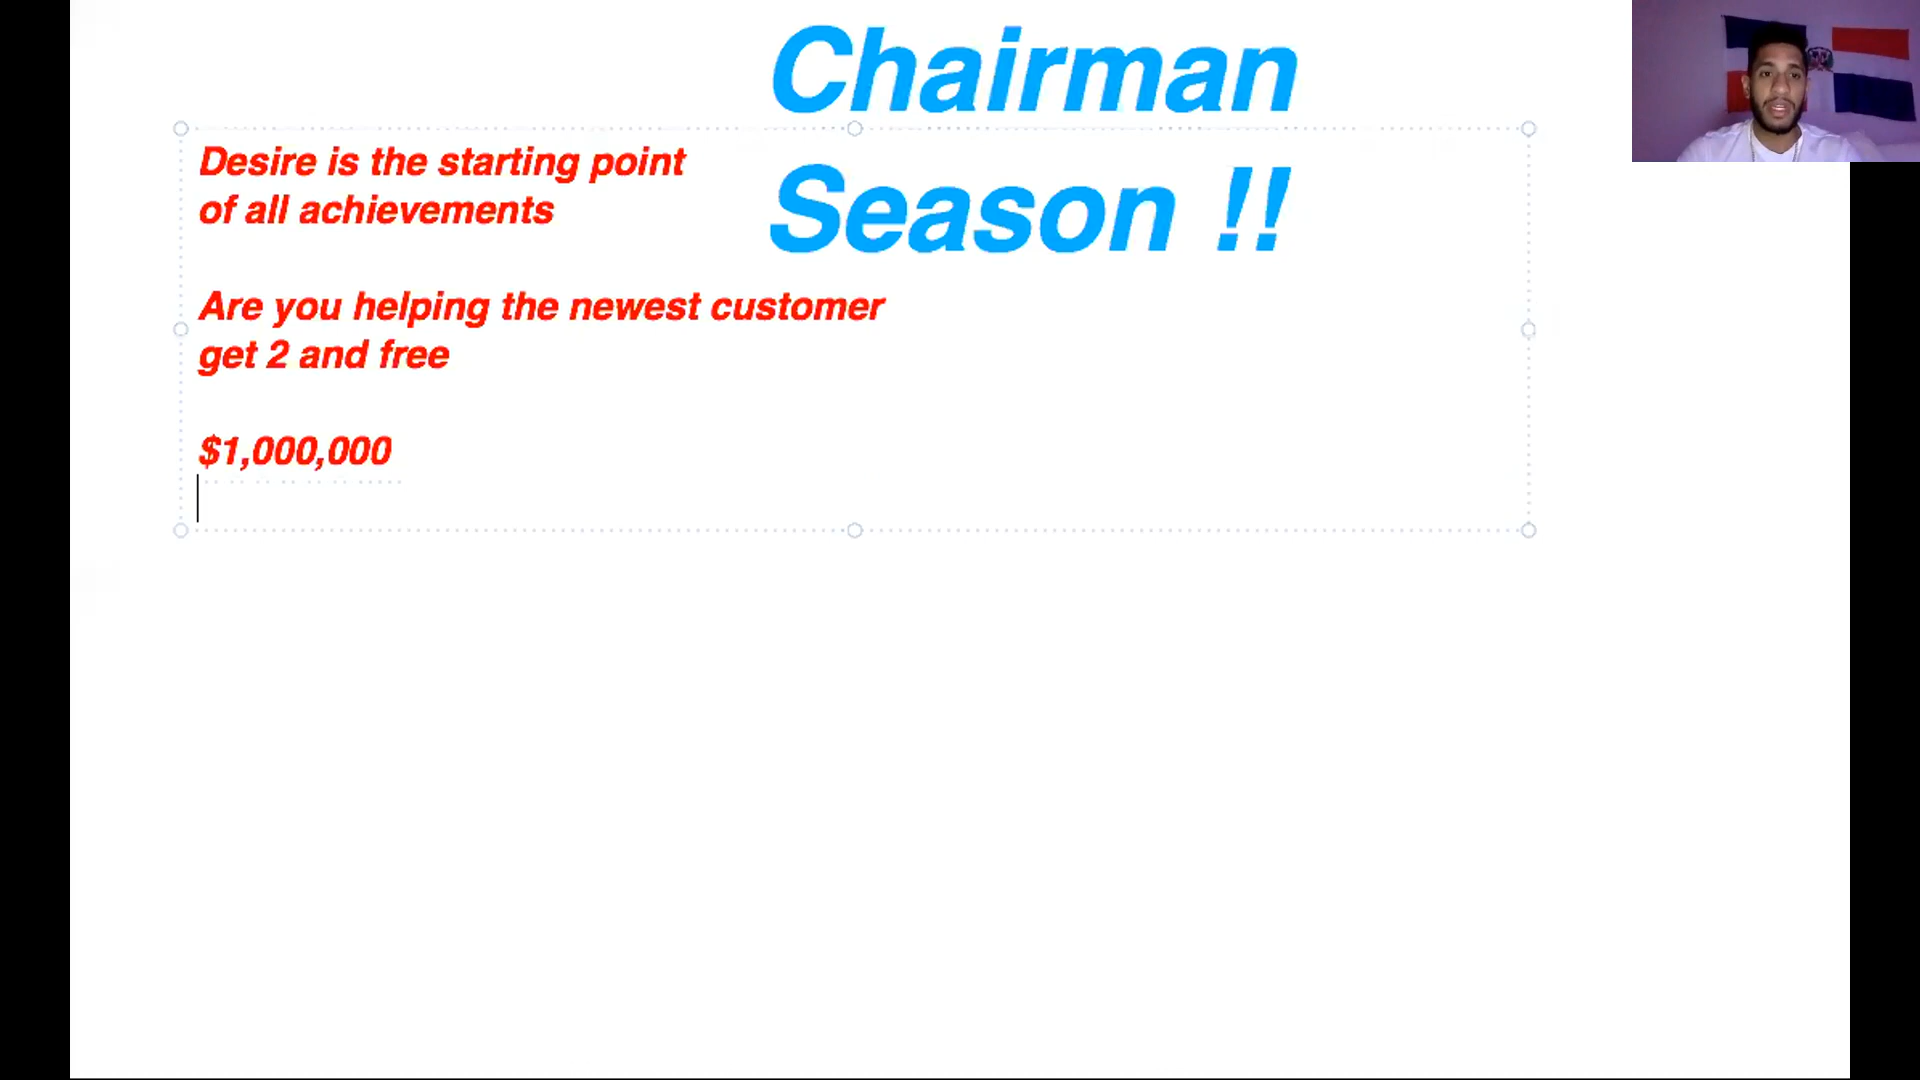 Chairman
Season !!
Desire is the starting point
of all achievements
Are you helping the newest customer
get 2 and free
$1,000,000